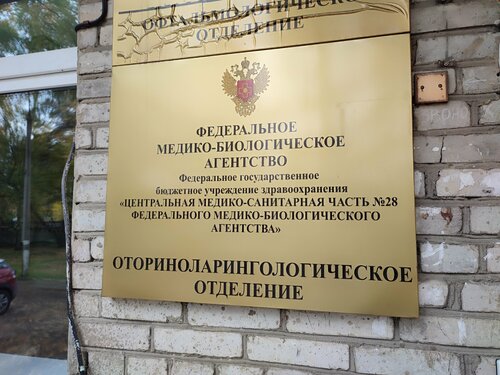 ОФТАЛЬМОЛОГИЧЕСКОЕ
ОТДЕЛЕНИЕ
ФЕДЕРАЛЬНОЕ
МЕДИКО-БИОЛОГИЧЕСКОЕ
АГЕНТСТВО
Федеральное государственное
бюджетное учреждение здравоохранения
«ЦЕНТРАЛЬНАЯ МЕДИКО-САНИТАРНАЯ ЧАСТЬ №28
ФЕДЕРАЛЬНОГО МЕДИКО-БИОЛОГИЧЕСКОГО
АГЕНТСТВА»
ОТОРИНОЛАРИНГОЛОГИЧЕСКОЕ
ОТДЕЛЕНИЕ